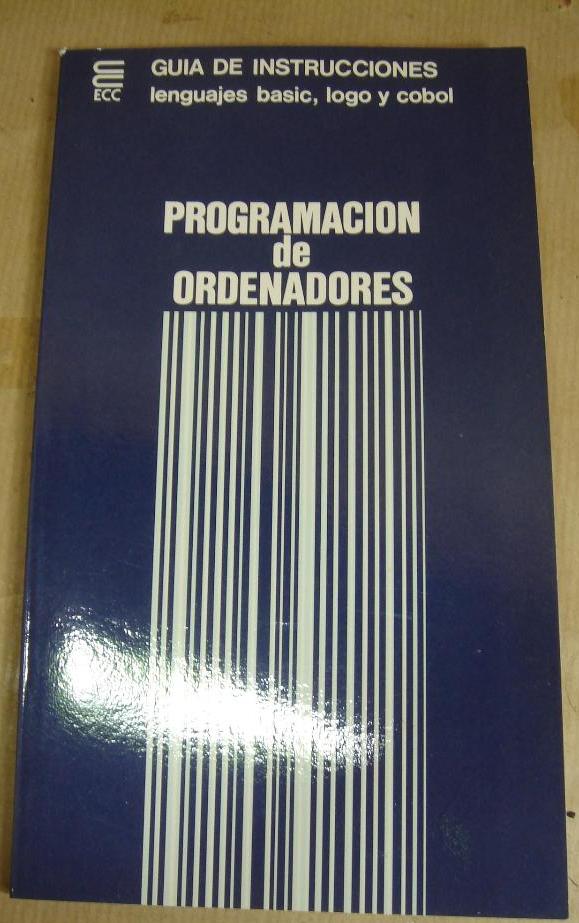 GUIA DE INSTRUCCIONES
ECC lenguajes basic, logo y cobol
PROGRAMACION
de
ORDENADORES